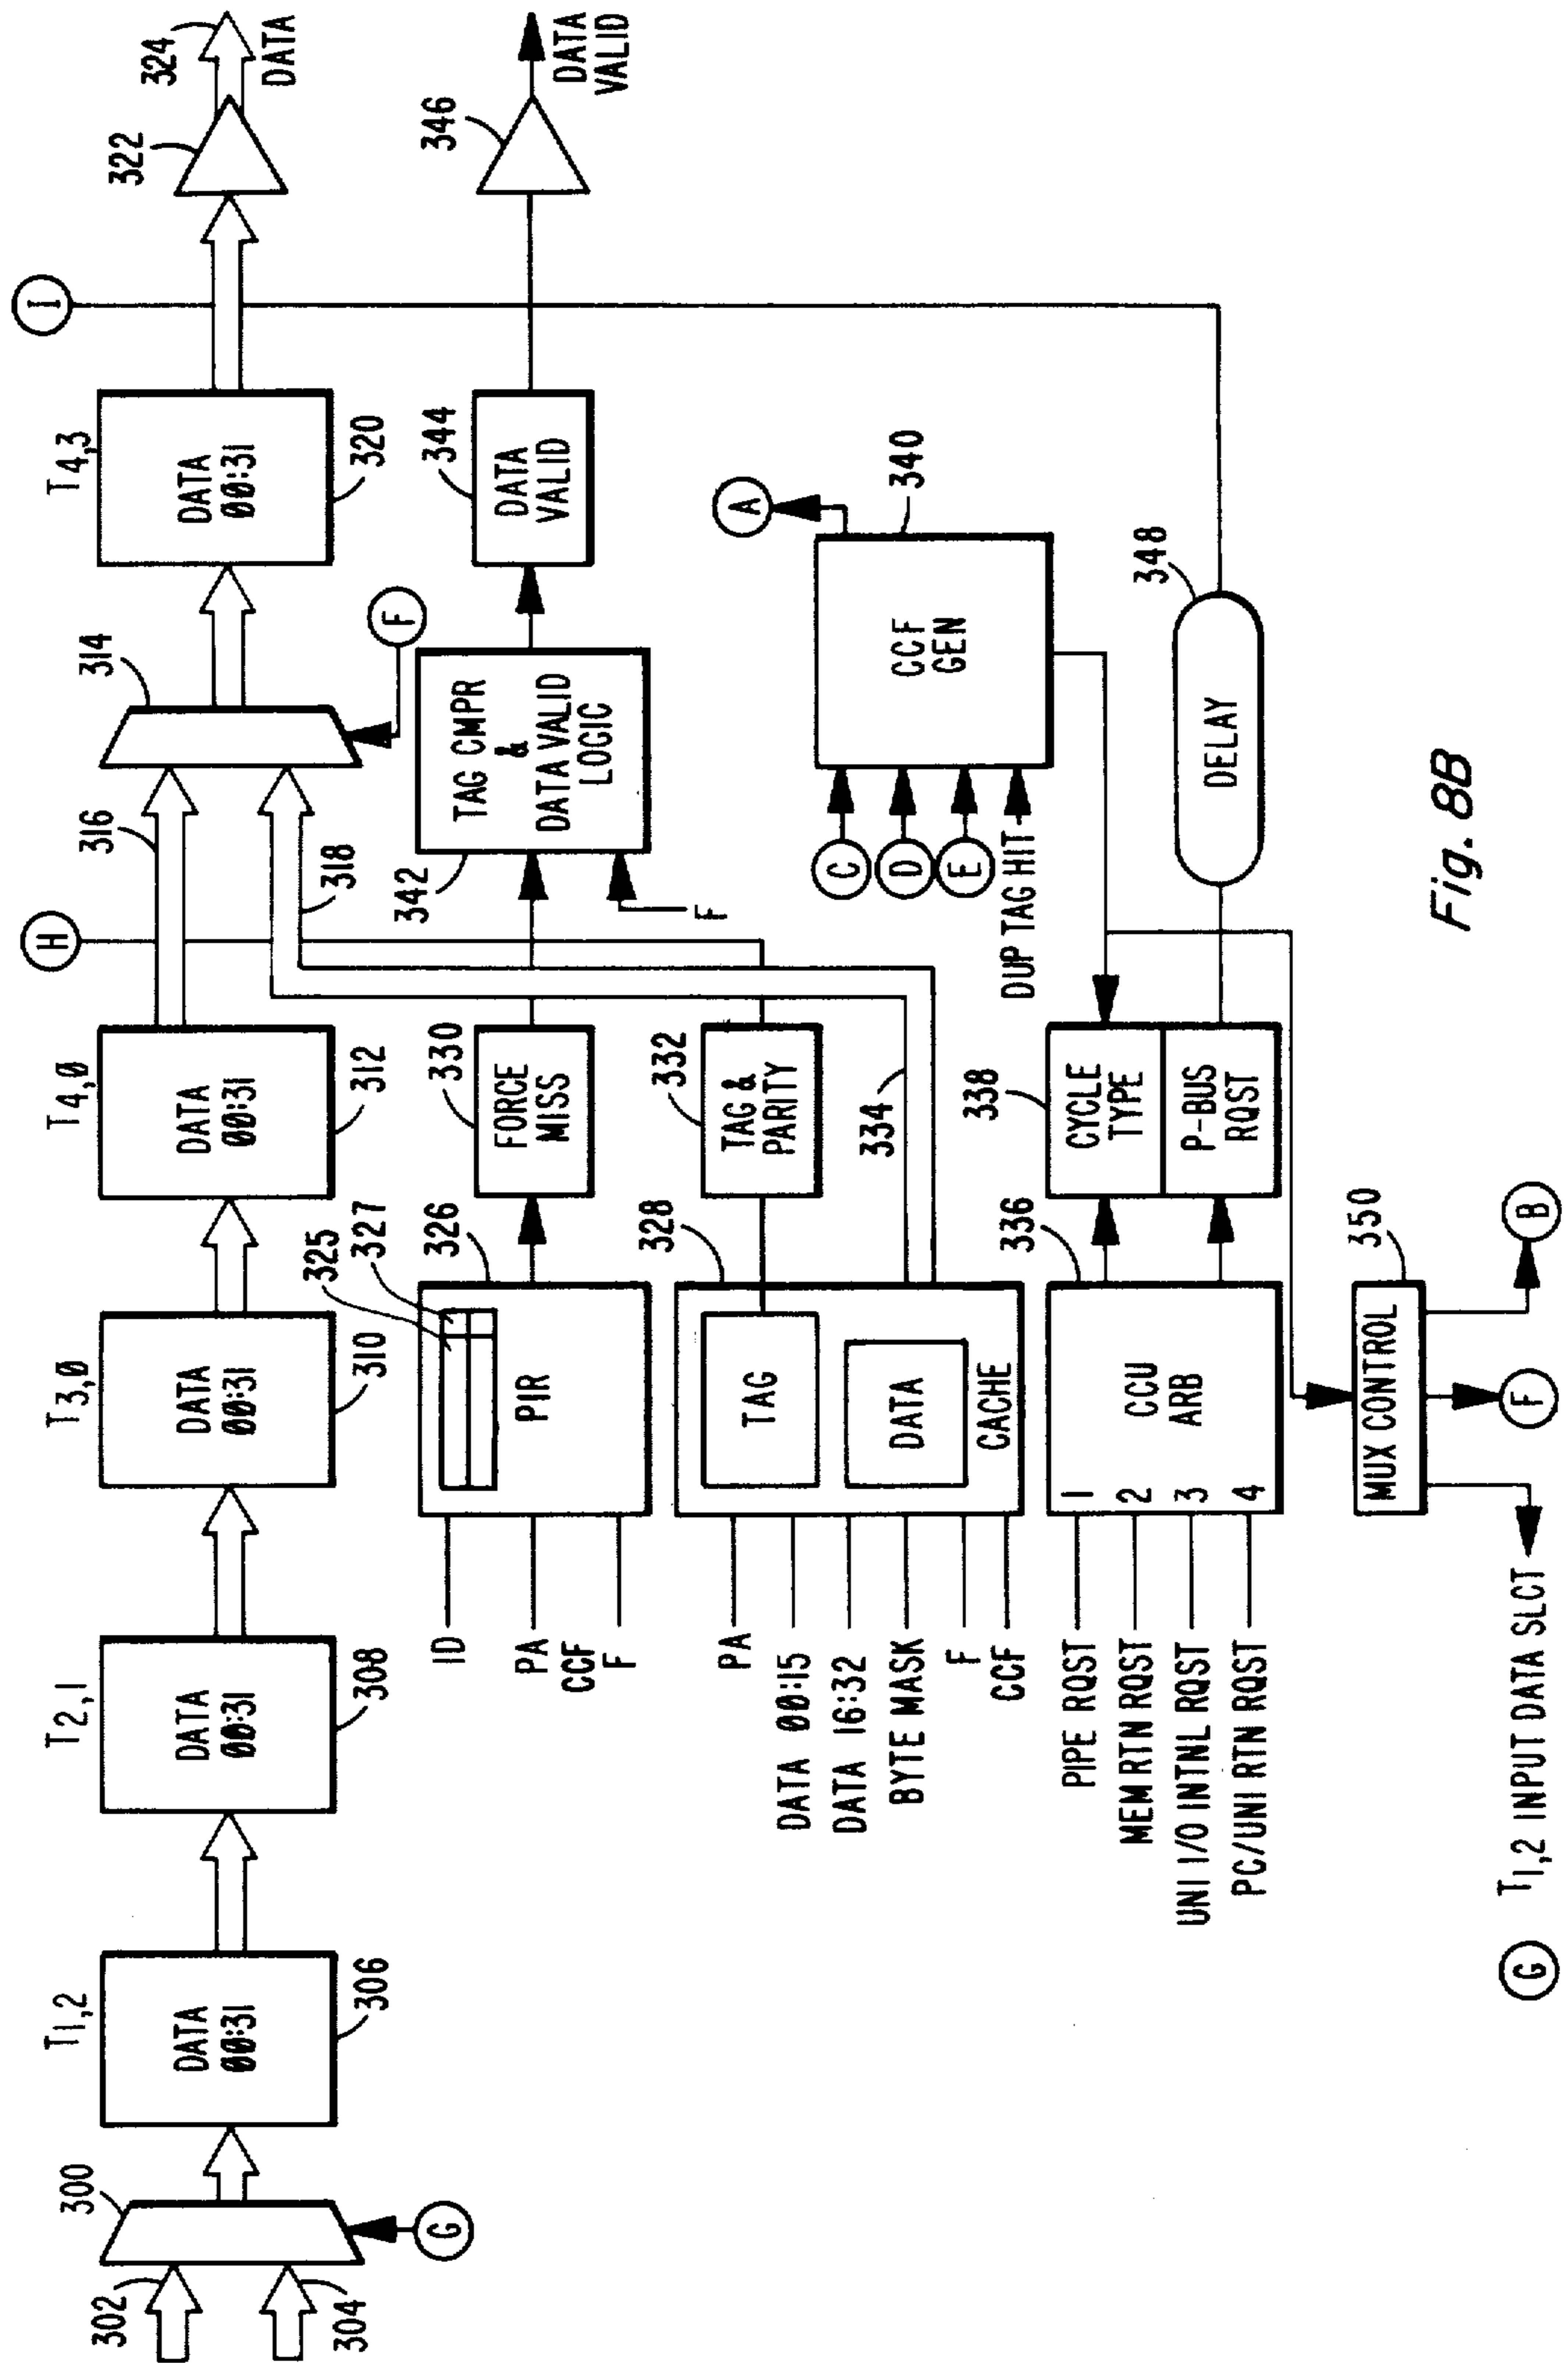 302
304
300
G
T1,2
DATA
00:31
306
T2,1
DATA
00:31
308
T3,0
DATA
00:31
310
T4,0
DATA
00:31
312
H
316
318
314
F
T4,3
DATA
00:31
320
I
322
324
DATA
ID
PA
CCF
F
325
327
326
PIR
330
FORCE
MISS
342
TAG CMPR
&
DATA VALID
LOGIC
F
344
DATA
VALID
346
DATA
VALID
PA
DATA 00:15
DATA 16:32
BYTE MASK
F
CCF
328
TAG
DATA
CACHE
332
TAG &
PARITY
334
C
D
E
DUP TAG HIT
CCF
GEN
A
340
PIPE RQST
MEM RTN RQST
UNI I/O INTNL RQST
PC/UNI RTN RQST
1
2
3
4
336
CCU
ARB
338
CYCLE
TYPE
P-BUS
RQST
348
DELAY
MUX CONTROL
350
G
T1,2 INPUT DATA SLCT
F
B
Fig. 8B